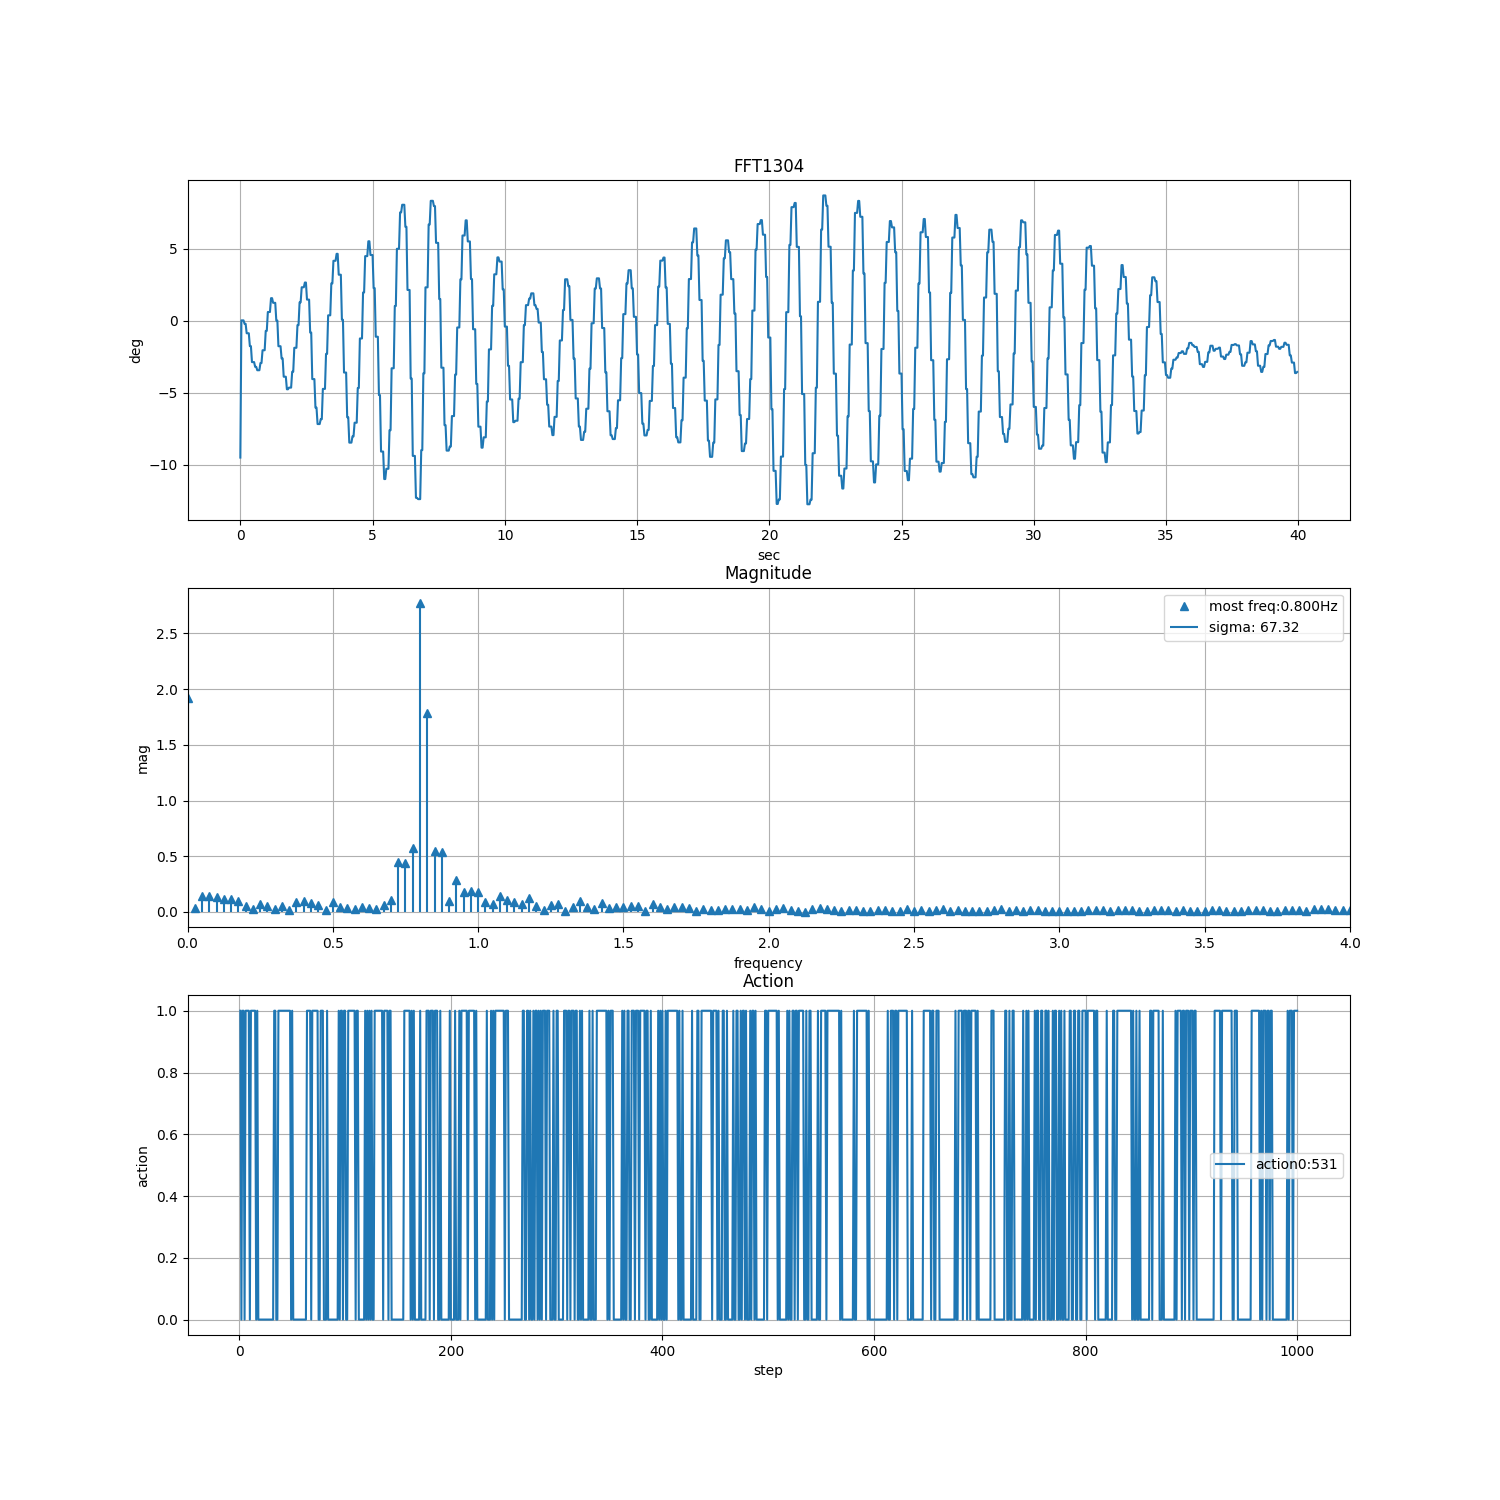 FFT1304
deg
5
0
−5
−10
0 5 10 15 20 25 30 35 40
sec
Magnitude
mag
2.5
2.0
1.5
1.0
0.5
0.0
most freq:0.800Hz
sigma: 67.32
0.0 0.5 1.0 1.5 2.0 2.5 3.0 3.5 4.0
frequency
Action
action
1.0
0.8
0.6
0.4
0.2
0.0
action0:531
0 200 400 600 800 1000
step